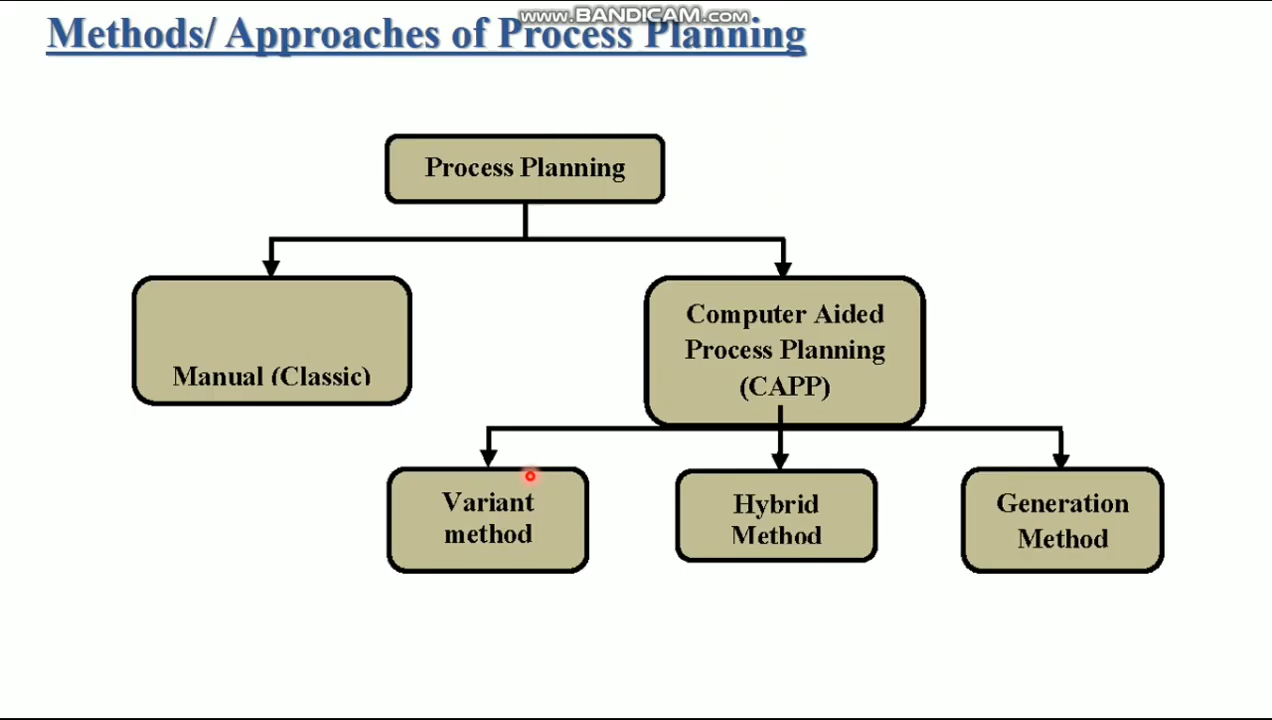 www.BANDICAM.com
Methods/ Approaches of Process Planning
Process Planning
Manual (Classic)
Computer Aided
Process Planning
(CAPP)
Variant
method
Hybrid
Method
Generation
Method